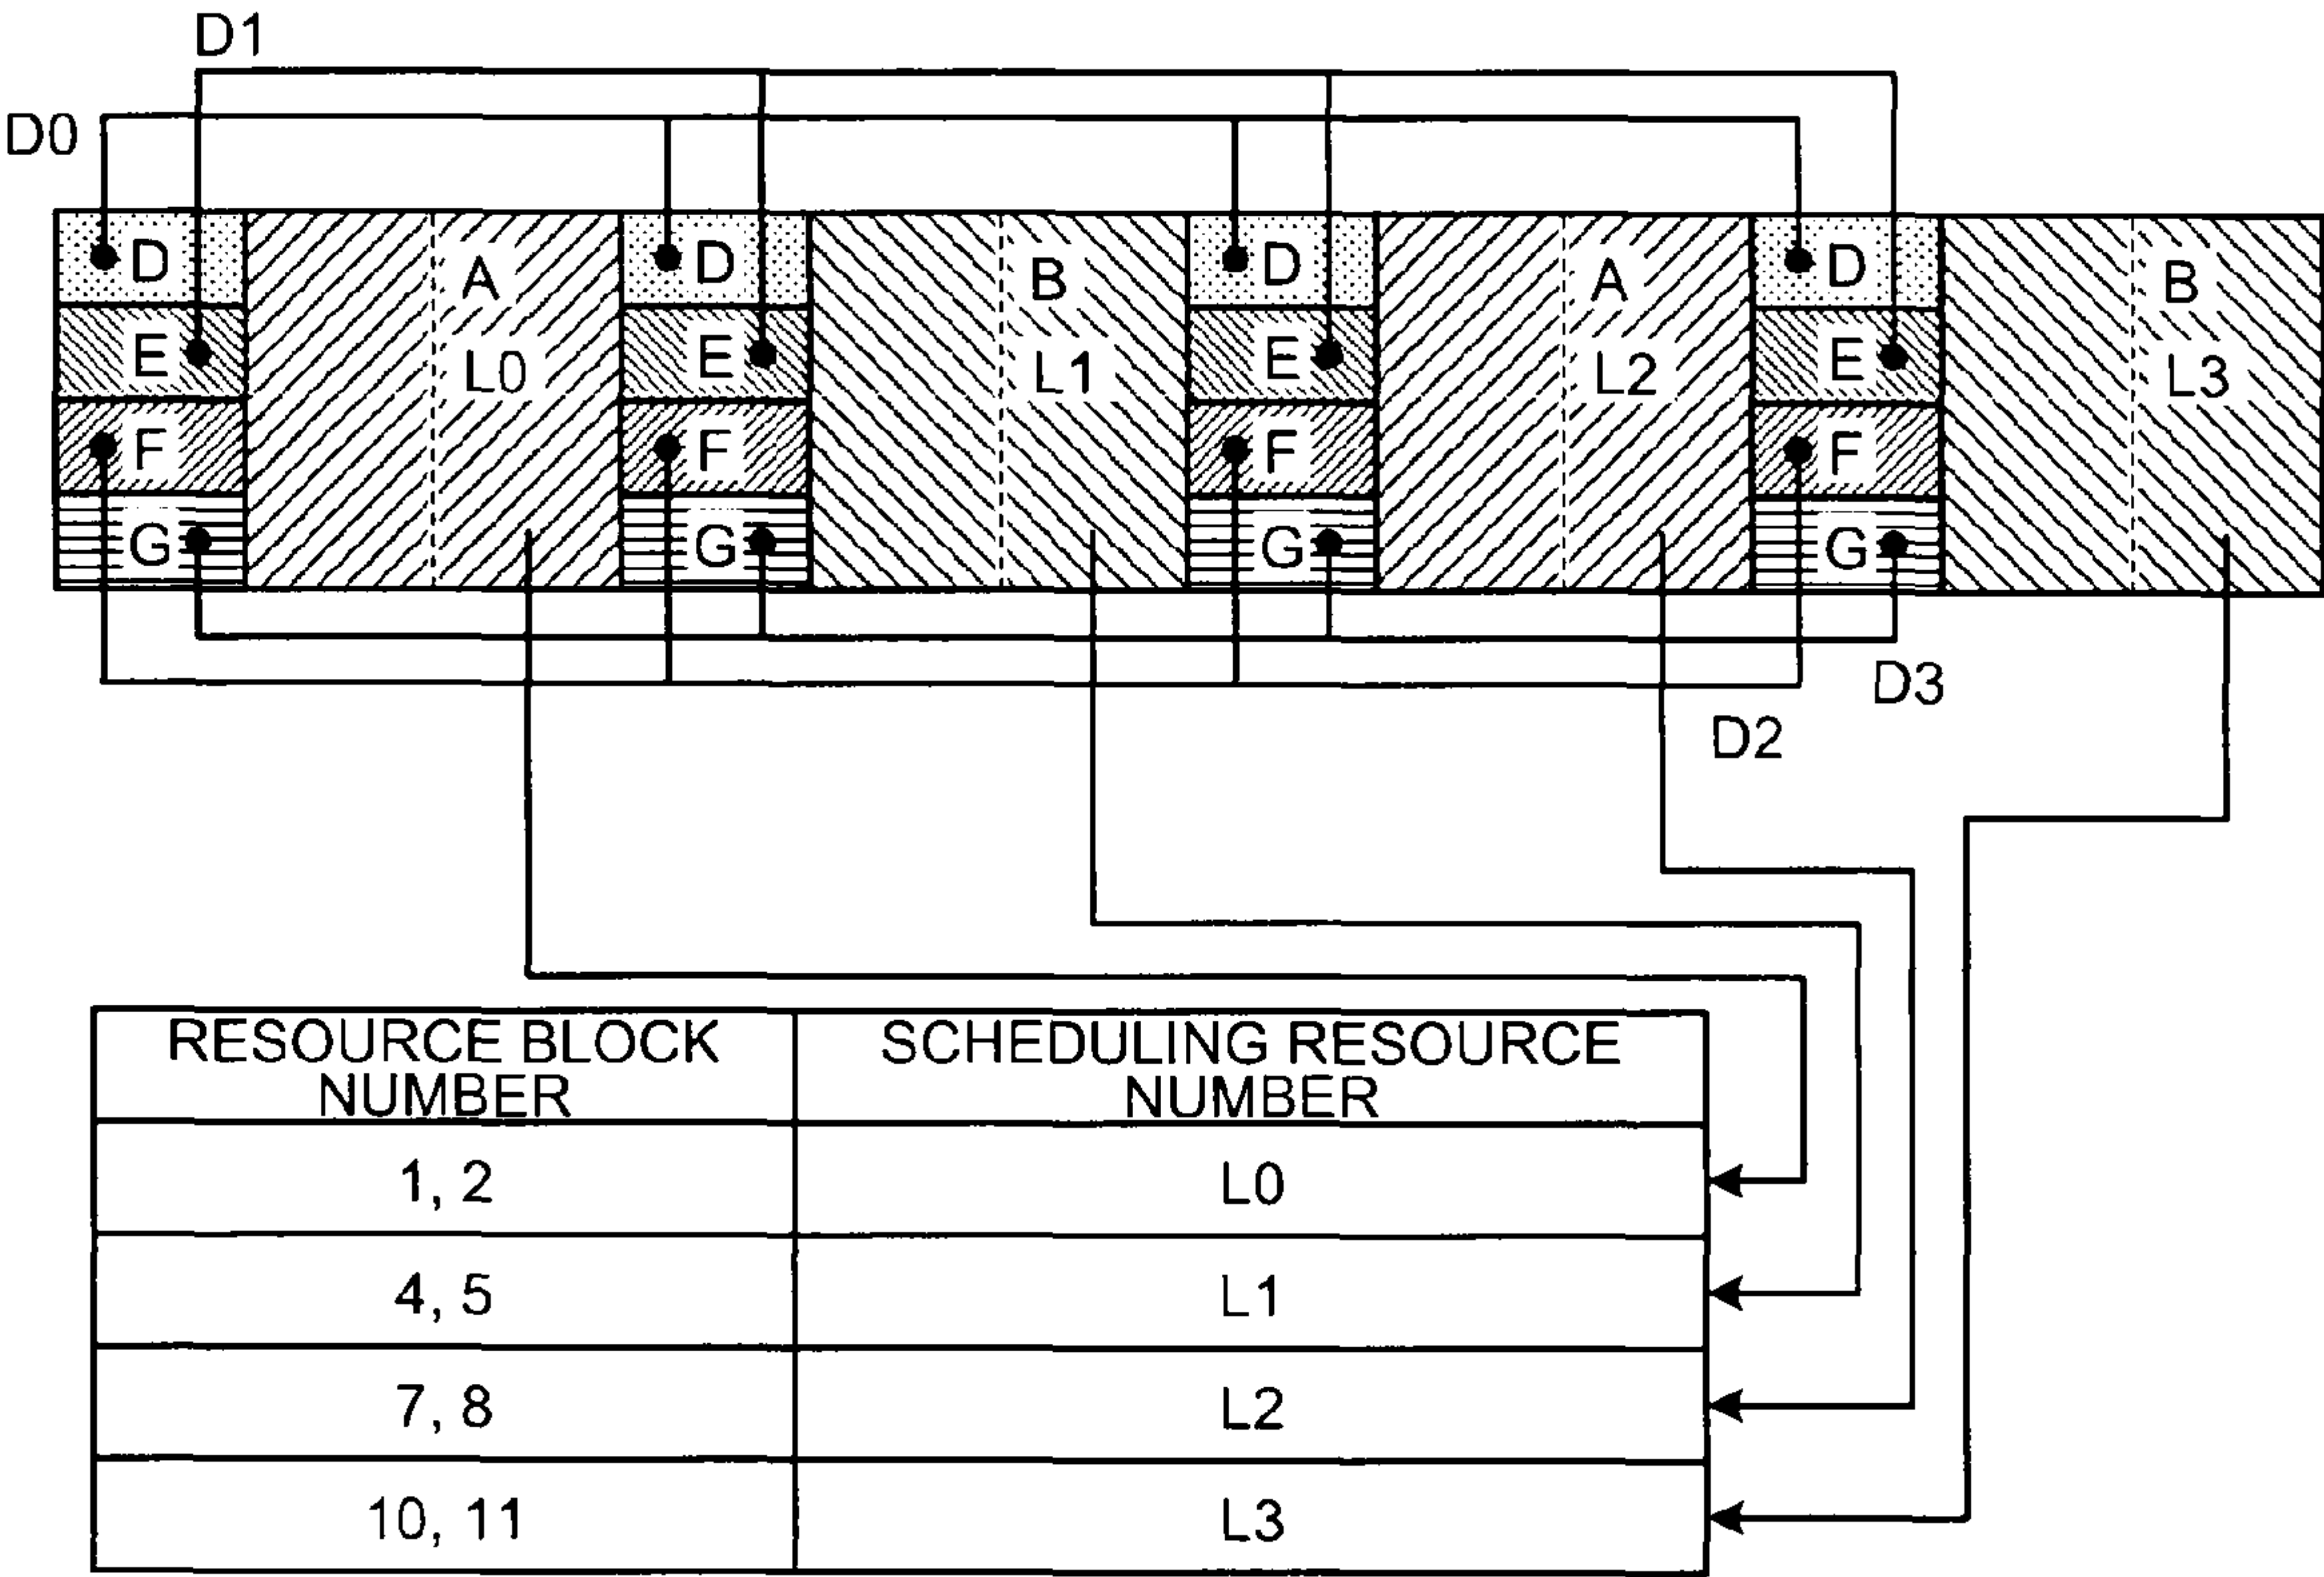 D1
D0
D D D D
A B A B
E E E E
L0 L1 L2 L3
F F F F
G G G G
D3
D2
RESOURCE BLOCK NUMBER
SCHEDULING RESOURCE NUMBER
1, 2 L0
4, 5 L1
7, 8 L2
10, 11 L3